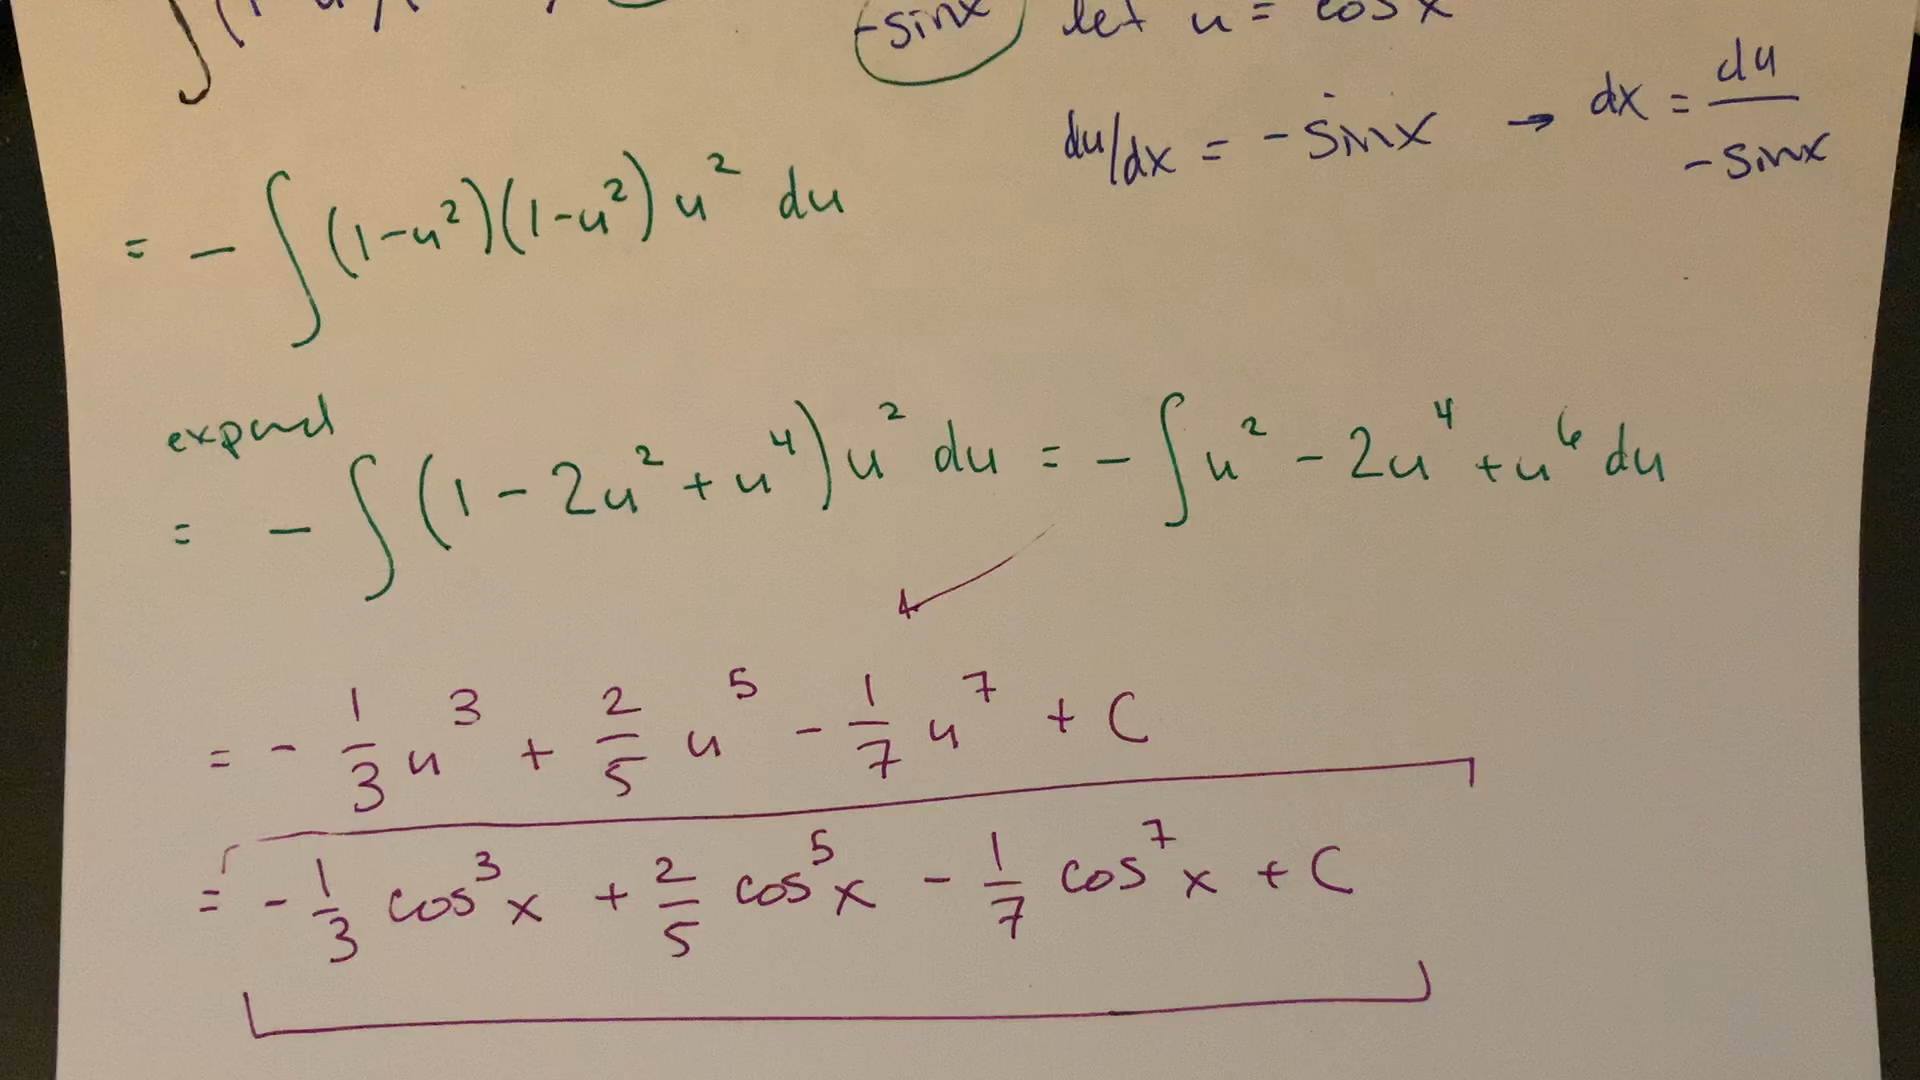 -sinx let u = cos x
du/dx = -sinx → dx = du/-sinx
= - ∫(1-u²)(1-u²) u² du
expand
= - ∫(1 - 2u² + u⁴)u² du = - ∫u² - 2u⁴ + u⁶ du
= - 1/3 u³ + 2/5 u⁵ - 1/7 u⁷ + C
= - 1/3 cos³x + 2/5 cos⁵x - 1/7 cos⁷x + C